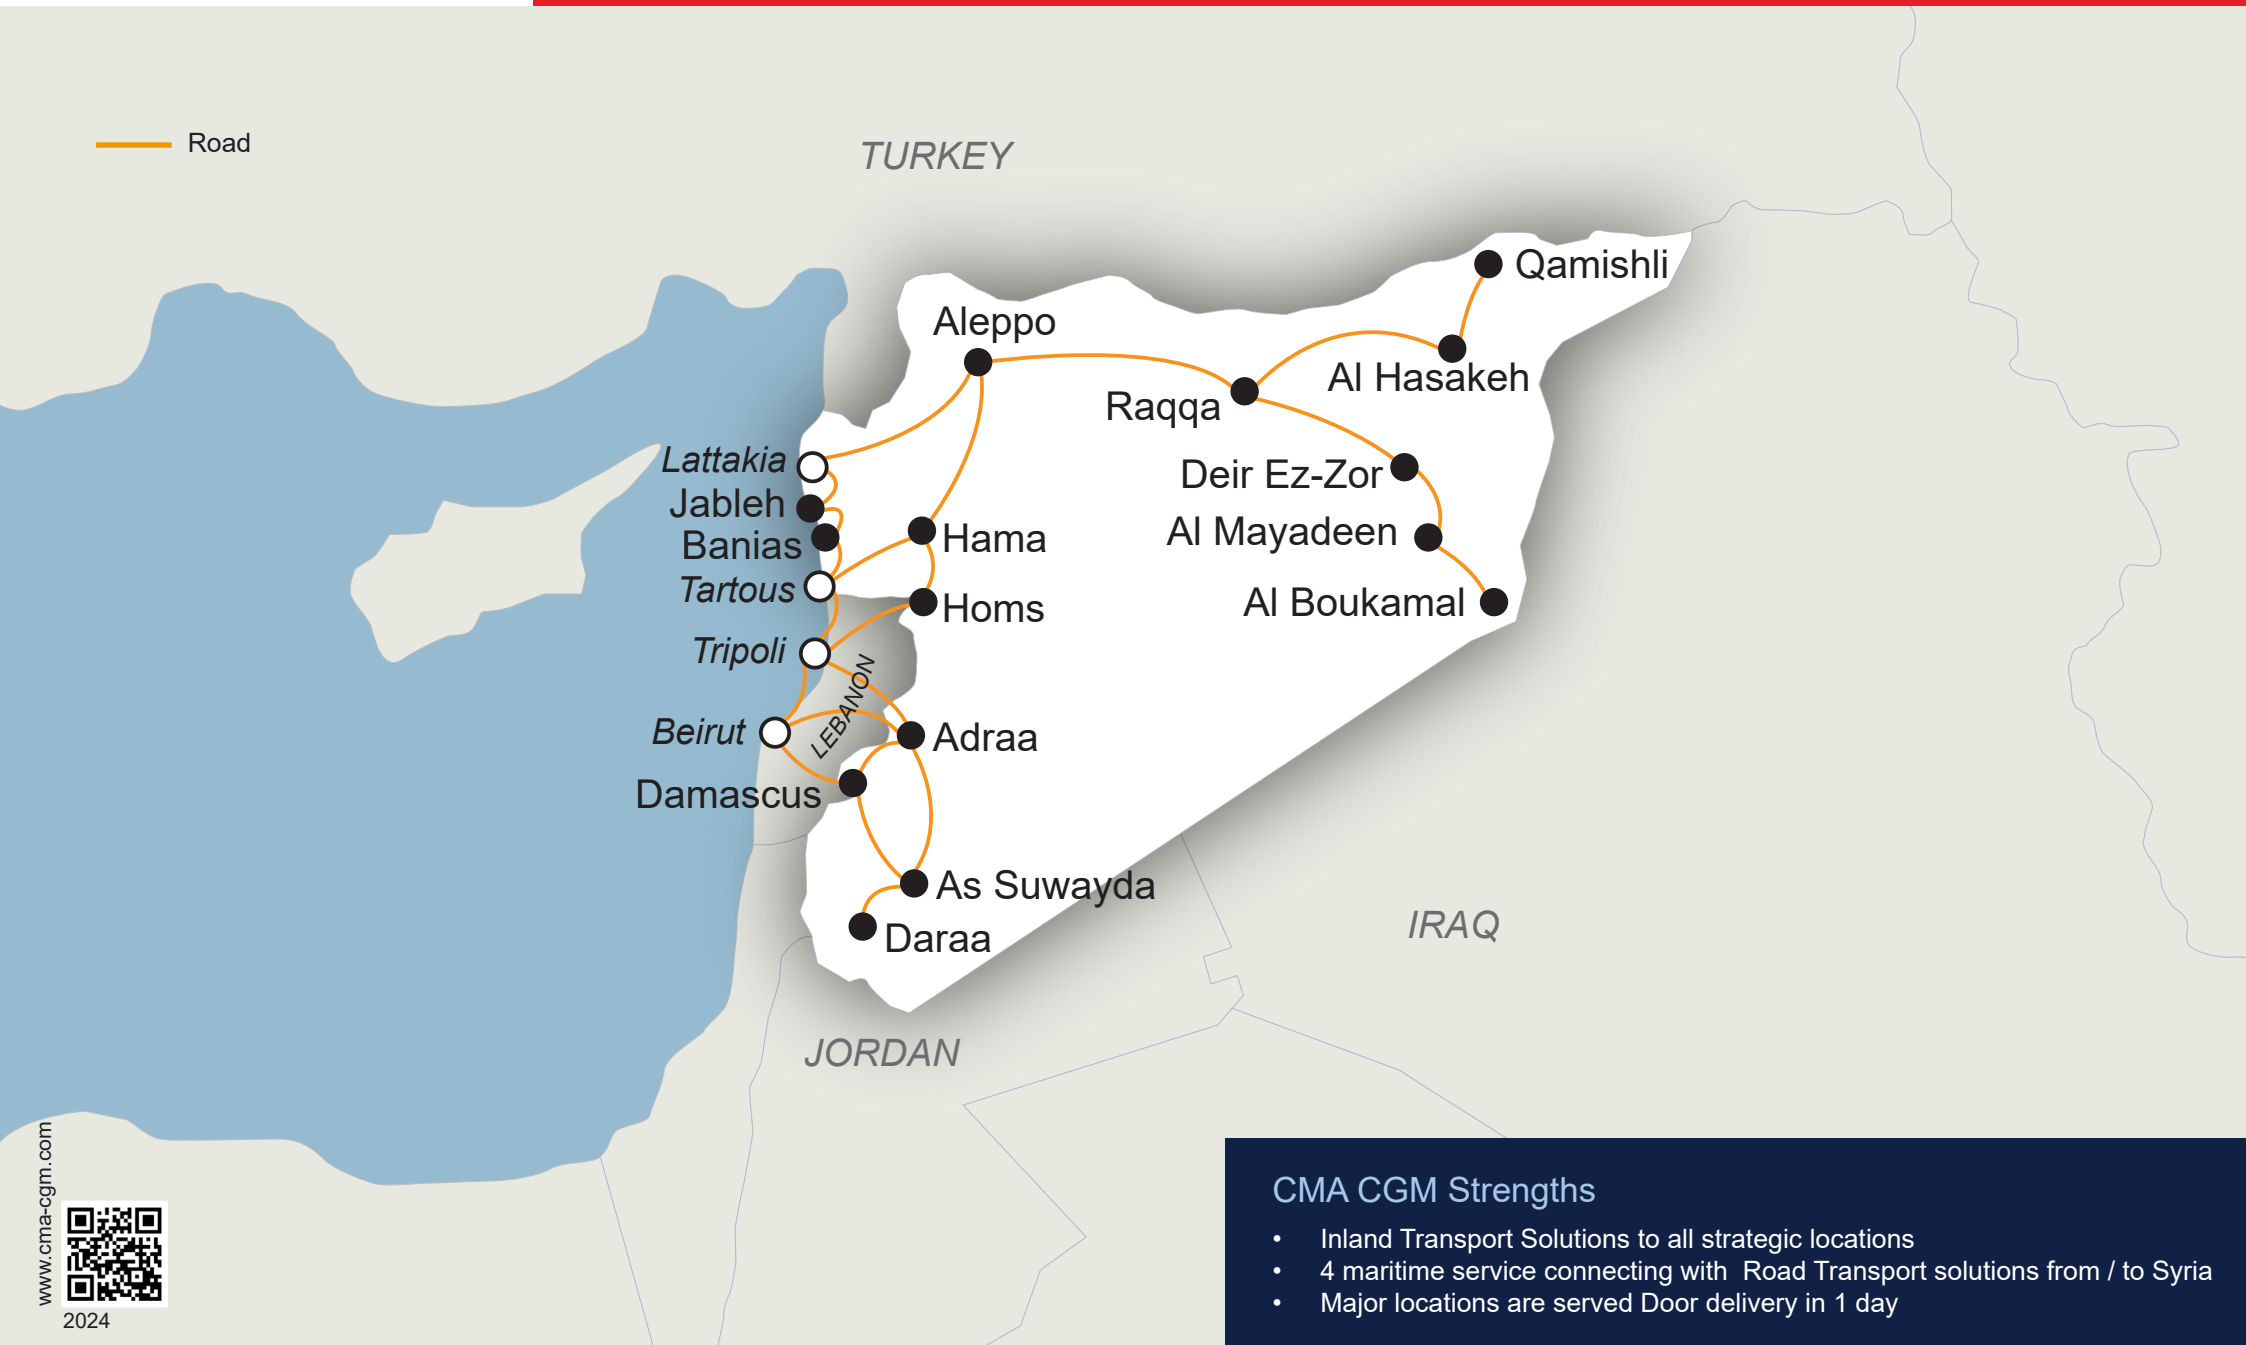 Road
TURKEY
Qamishli
Aleppo
Al Hasakeh
Raqqa
Lattakia
Deir Ez-Zor
Jableh
Al Mayadeen
Banias
Hama
Tartous
Al Boukamal
Homs
Tripoli
LEBANON
Beirut
Adraa
Damascus
As Suwayda
IRAQ
Daraa
JORDAN
www.cma-cgm.com
2024
CMA CGM Strengths
• Inland Transport Solutions to all strategic locations
• 4 maritime service connecting with  Road Transport solutions from / to Syria
• Major locations are served Door delivery in 1 day